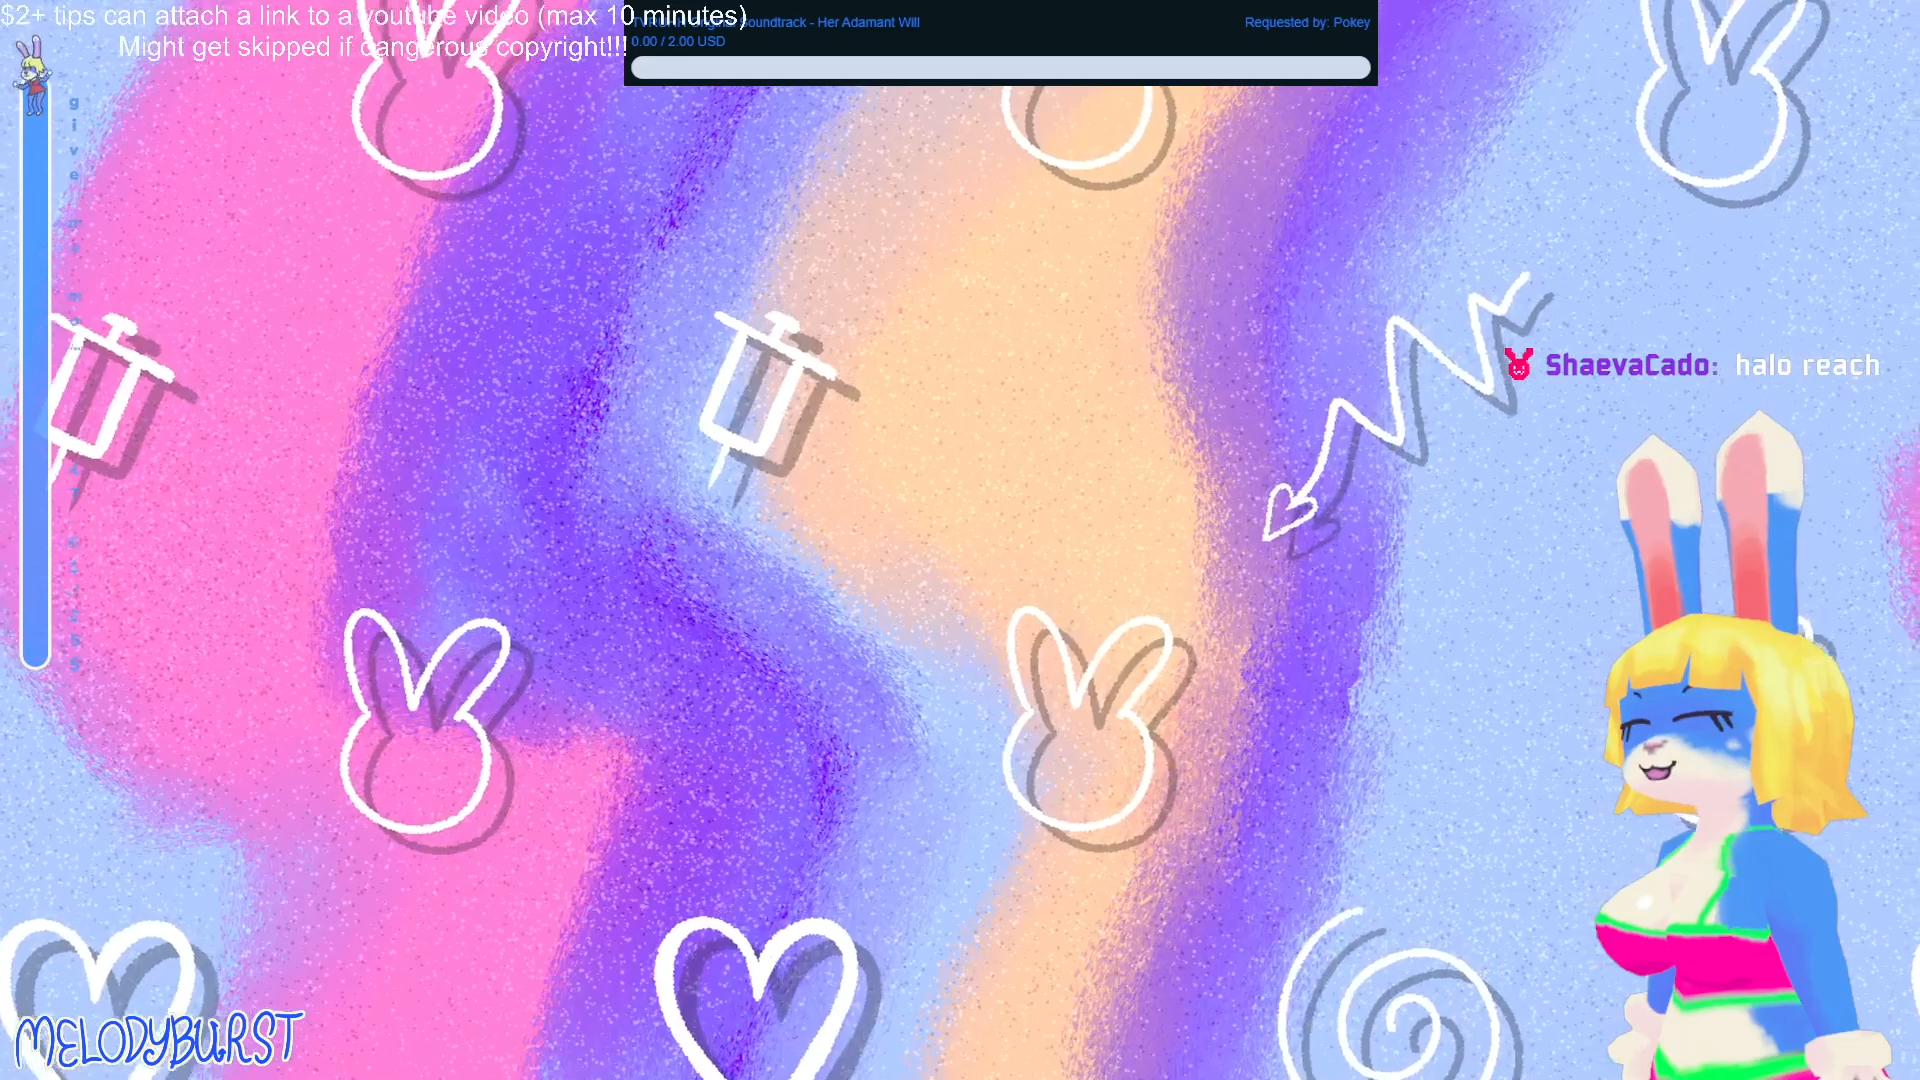 $2+ tips can attach a link to a youtube video (max 10 minutes)
Might get skipped if dangerous copyright!!!
Soundtrack - Her Adamant Will
Requested by: Pokey
0.00 / 2.00 USD
give
ShaevaCado: halo reach
MELODYBURST